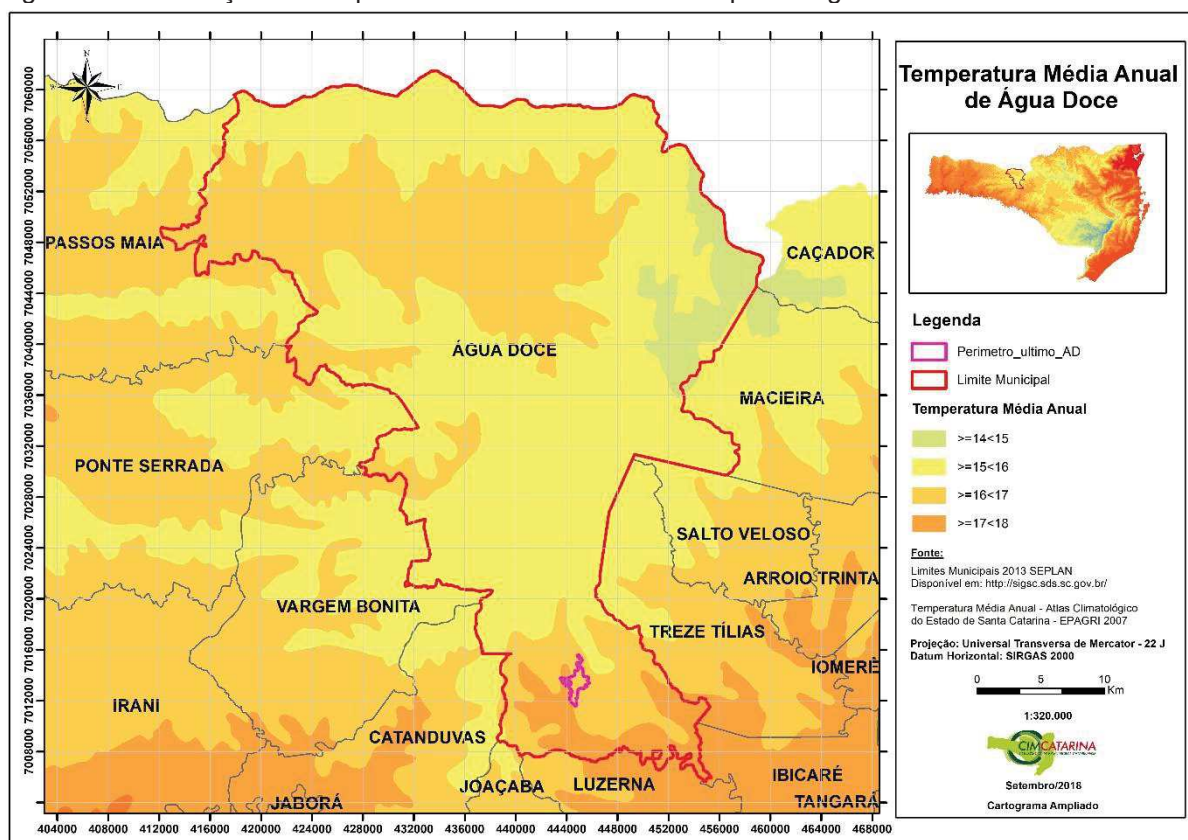 Temperatura Média Anual
de Água Doce
N
7060000
7056000
7052000
7048000
7044000
7040000
7036000
7032000
7028000
7024000
7020000
7016000
7012000
7008000
PASSOS MAIA
CAÇADOR
ÁGUA DOCE
MACIEIRA
PONTE SERRADA
SALTO VELOSO
ARROIO TRINTA
VARGEM BONITA
TREZE TÍLIAS
IOMERÊ
IRANI
CATANDUVAS
JOAÇABA
LUZERNA
IBICARÉ
JABORÁ
TANGARÁ
404000 408000 412000 416000 420000 424000 428000 432000 436000 440000 444000 448000 452000 456000 460000 464000 468000
Legenda
Perimetro_ultimo_AD
Limite Municipal
Temperatura Média Anual
>=14<15
>=15<16
>=16<17
>=17<18
Fonte:
Limites Municipais 2013 SEPLAN
Disponível em: http://sigsc.sds.sc.gov.br/
Temperatura Média Anual - Atlas Climatológico
do Estado de Santa Catarina - EPAGRI 2007
Projeção: Universal Transversa de Mercator - 22 J
Datum Horizontal: SIRGAS 2000
0 5 10
Km
1:320.000
CIMCATARINA
Setembro/2018
Cartograma Ampliado